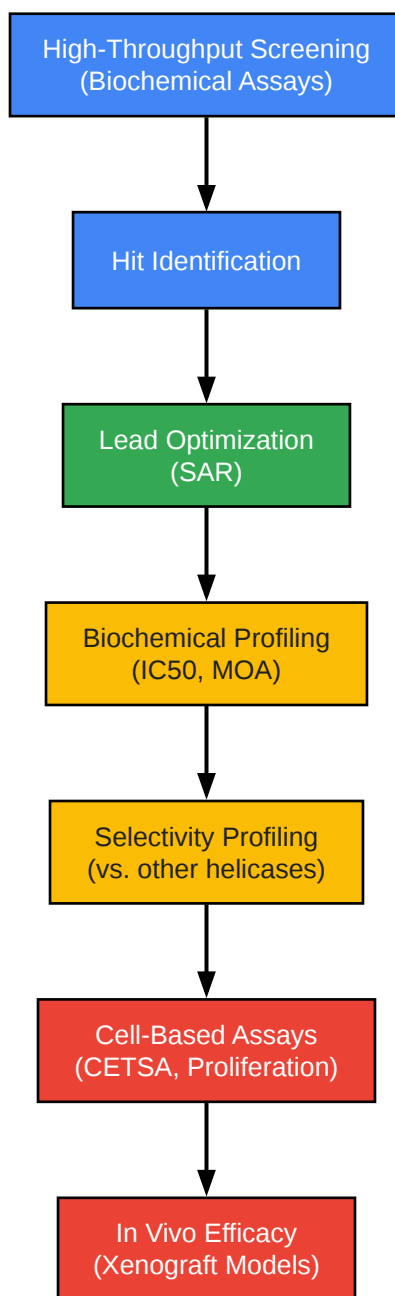 High-Throughput Screening
(Biochemical Assays)
Hit Identification
Lead Optimization
(SAR)
Biochemical Profiling
(IC50, MOA)
Selectivity Profiling
(vs. other helicases)
Cell-Based Assays
(CETSA, Proliferation)
In Vivo Efficacy
(Xenograft Models)